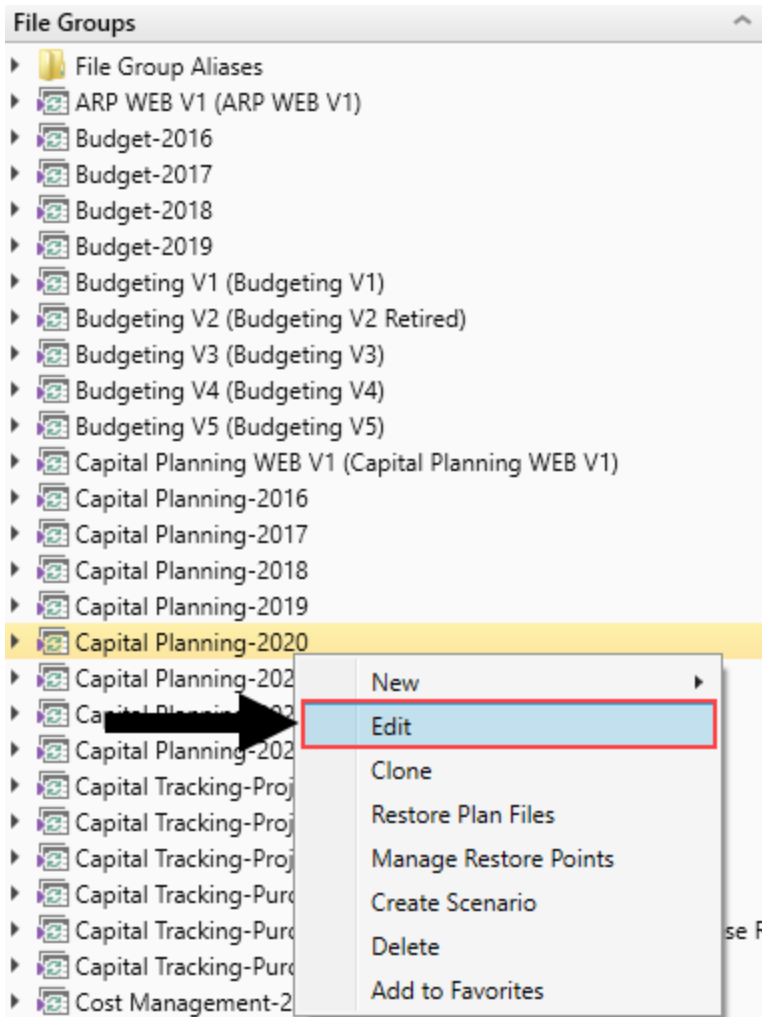 File Groups
File Group Aliases
ARP WEB V1 (ARP WEB V1)
Budget-2016
Budget-2017
Budget-2018
Budget-2019
Budgeting V1 (Budgeting V1)
Budgeting V2 (Budgeting V2 Retired)
Budgeting V3 (Budgeting V3)
Budgeting V4 (Budgeting V4)
Budgeting V5 (Budgeting V5)
Capital Planning WEB V1 (Capital Planning WEB V1)
Capital Planning-2016
Capital Planning-2017
Capital Planning-2018
Capital Planning-2019
Capital Planning-2020
Capital Planning-202
Capital Planning-202
Capital Tracking-Proj
Capital Tracking-Proj
Capital Tracking-Proj
Capital Tracking-Purc
Capital Tracking-Purc
se R
Capital Tracking-Purc
Cost Management-2
New
Edit
Clone
Restore Plan Files
Manage Restore Points
Create Scenario
Delete
Add to Favorites